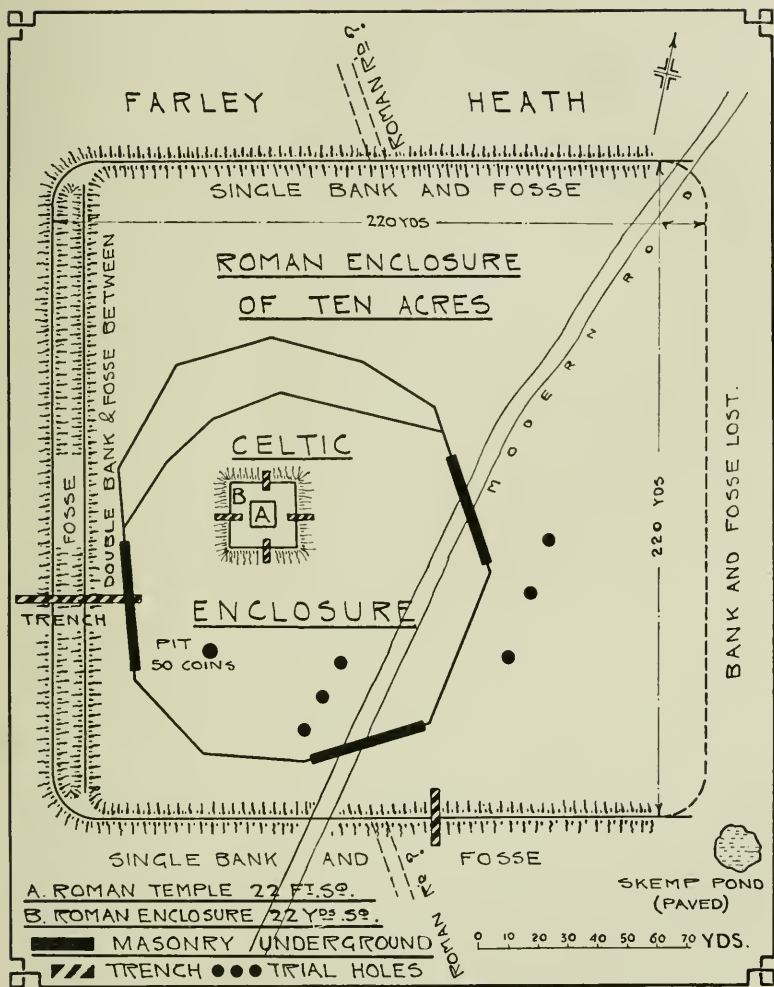 ROMAN RD ?.
FARLEY HEATH
SINGLE BANK AND FOSSE
220 YDS
ROMAN ENCLOSURE
OF TEN ACRES
DOUBLE BANK & FOSSE BETWEEN
FOSSE
MODERN ROD
BANK AND FOSSE LOST.
220 YDS
CELTIC
B
A
ENCLOSURE
TRENCH
PIT
50 COINS
SINGLE BANK AND FOSSE
ROMAN RD ?.
SKEMP POND
(PAVED)
A. ROMAN TEMPLE 22 FT. SQ.
B. ROMAN ENCLOSURE 22 YDS. SQ.
MASONRY UNDERGROUND
0 10 20 30 40 50 60 70 YDS.
TRENCH TRIAL HOLES